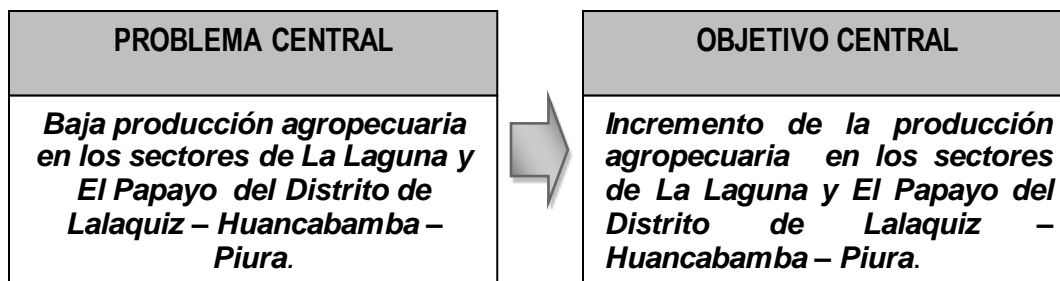 PROBLEMA CENTRAL
Baja producción agropecuaria
en los sectores de La Laguna y
El Papayo del Distrito de
Lalaquiz – Huancabamba –
Piura.
OBJETIVO CENTRAL
Incremento de la producción
agropecuaria en los sectores
de La Laguna y El Papayo del
Distrito de Lalaquiz –
Huancabamba – Piura.